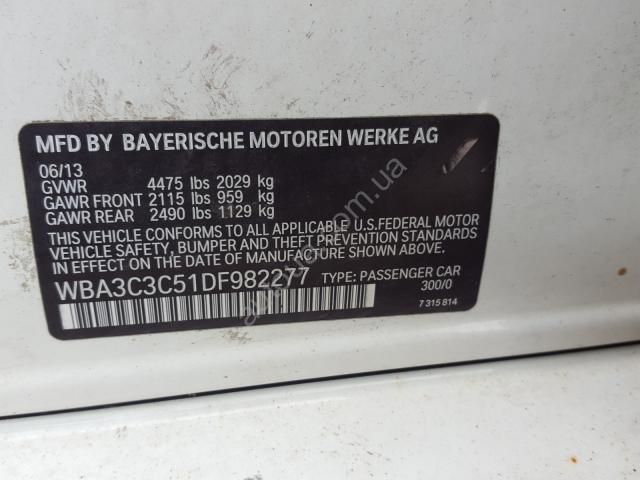 MFD BY BAYERISCHE MOTOREN WERKE AG
06/13
GVWR 4475 lbs 2029 kg
GAWR FRONT 2115 lbs 959 kg
GAWR REAR 2490 lbs 1129 kg
THIS VEHICLE CONFORMS TO ALL APPLICABLE U.S.FEDERAL MOTOR
VEHICLE SAFETY, BUMPER AND THEFT PREVENTION
STANDARDS IN EFFECT ON THE DATE OF MANUFACTURE SHOWN ABOVE.
WBA3C3C51DF982277 TYPE: PASSENGER CAR
300/0
7 315 814